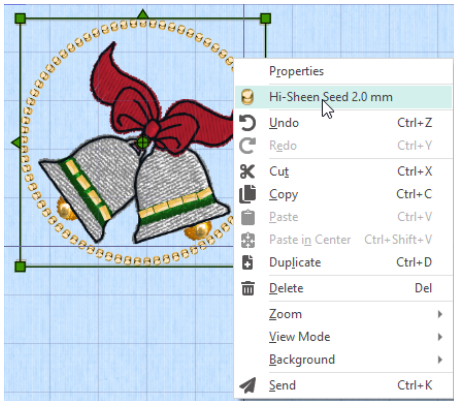 Properties
Hi-Sheen Seed 2.0 mm
Undo Ctrl+Z
Redo Ctrl+Y
Cut Ctrl+X
Copy Ctrl+C
Paste Ctrl+V
Paste in Center Ctrl+Shift+V
Duplicate Ctrl+D
Delete Del
Zoom
View Mode
Background
Send Ctrl+K